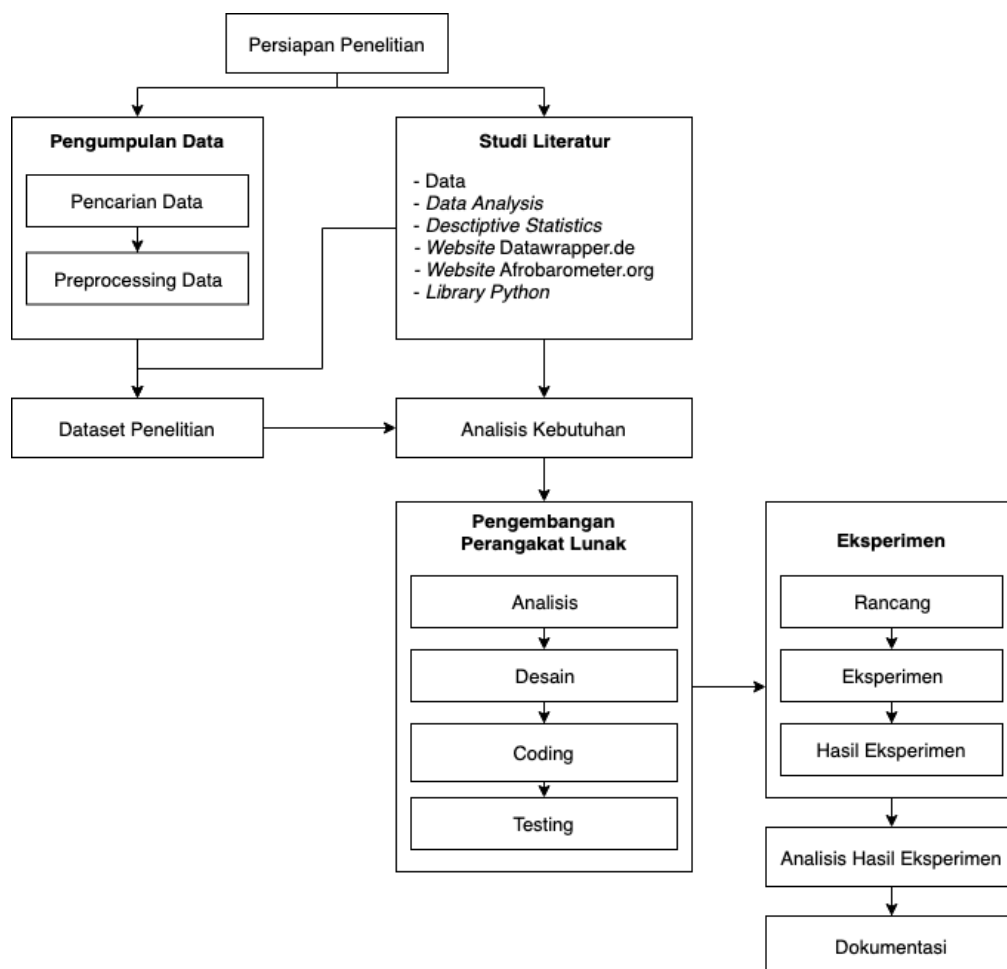 Persiapan Penelitian
Pengumpulan Data
Pencarian Data
Preprocessing Data
Studi Literatur
- Data
- Data Analysis
- Desctiptive Statistics
- Website Datawrapper.de
- Website Afrobarometer.org
- Library Python
Dataset Penelitian
Analisis Kebutuhan
Pengembangan
Perangakat Lunak
Analisis
Desain
Coding
Testing
Eksperimen
Rancang
Eksperimen
Hasil Eksperimen
Analisis Hasil Eksperimen
Dokumentasi